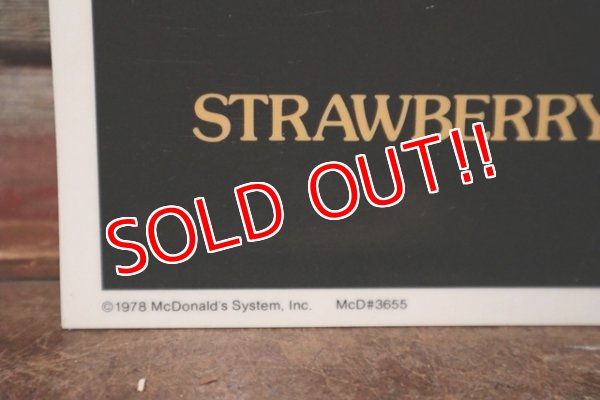 STRAWBERRY
SOLD OUT!!
©1978 McDonald's System, Inc. McD#3655